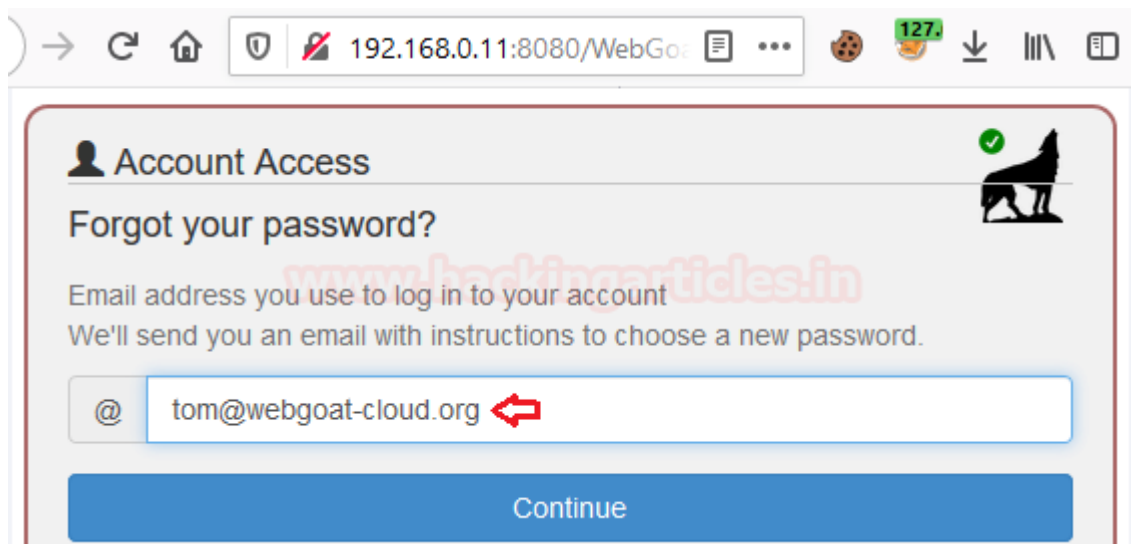 192.168.0.11:8080/WebGoa
127.
Account Access
Forgot your password?
www.hackingarticles.in
Email address you use to log in to your account
We'll send you an email with instructions to choose a new password.
@ tom@webgoat-cloud.org
Continue